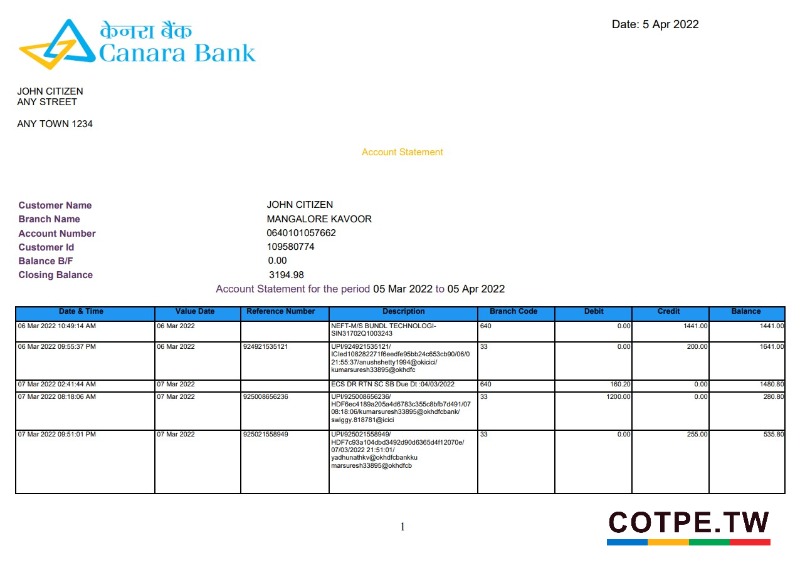 केनरा बैंक
Canara Bank
Date: 5 Apr 2022
JOHN CITIZEN
ANY STREET
ANY TOWN 1234
Account Statement
Customer Name JOHN CITIZEN
Branch Name MANGALORE KAVOOR
Account Number 0640101057662
Customer Id 109580774
Balance B/F 0.00
Closing Balance 3194.98
Account Statement for the period 05 Mar 2022 to 05 Apr 2022
Date & Time Value Date Reference Number Description Branch Code Debit Credit Balance
06 Mar 2022 10:49:14 AM 06 Mar 2022 NEFT-M/S BUNDL TECHNOLOGI- 640 0.00 1441.00 1441.00
SIN31702Q1003243
06 Mar 2022 09:55:37 PM 06 Mar 2022 924921535121 UPI/924921535121/ 33 0.00 200.00 1641.00
ICIed108282271f6eedfe95bb24c653cb90/06/0
21:55:37/anushshetty1994@okicici/
kumarsuresh33895@okhdfc
07 Mar 2022 02:41:44 AM 07 Mar 2022 ECS DR RTN SC SB Due Dt :04/03/2022 640 160.20 0.00 1480.80
07 Mar 2022 08:18:06 AM 07 Mar 2022 925008656236 UPI/925008656236/ 33 1200.00 0.00 280.80
HDF6ec4189a205a4d6783c355c8bfb7d491/07
08:18:06/kumarsuresh33895@okhdfcbank/
swiggy.818781@icici
07 Mar 2022 09:51:01 PM 07 Mar 2022 925021558949 UPI/925021558949/ 33 0.00 255.00 535.80
HDF7c93a104dbd3492d90d6365d4f12070e/
07/03/2022 21:51:01/
yadhunathkv@okhdfcbankku
marsuresh33895@okhdfcb
1
COTPE.TW